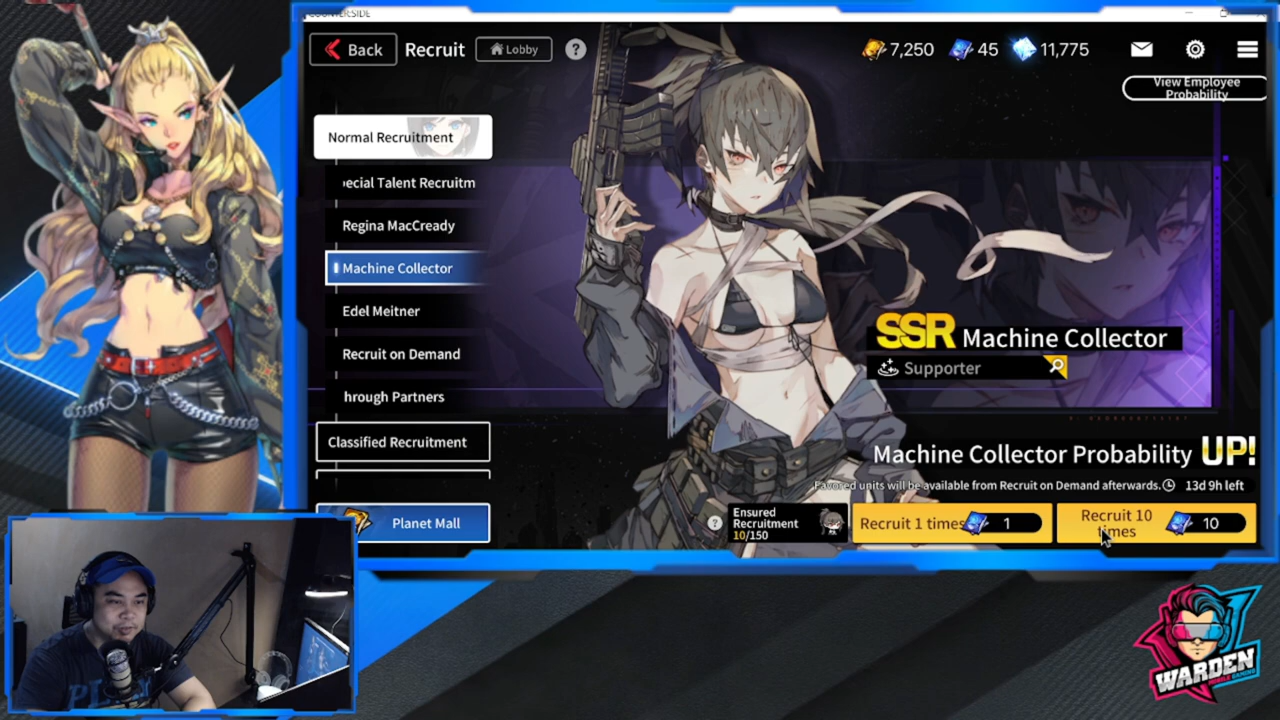 COUNTERSIDE
Back
Recruit
Lobby
?
7,250
45
11,775
View Employee
Probability
Normal Recruitment
ecial Talent Recruitm
Regina MacCready
Machine Collector
Edel Meitner
Recruit on Demand
hrough Partners
Classified Recruitment
Planet Mall
SSR Machine Collector
Supporter
Machine Collector Probability UP!
Favored units will be available from Recruit on Demand afterwards. 13d 9h left
?
Ensured
Recruitment
10/150
Recruit 1 times 1
Recruit 10
times
10
WARDEN
MOBILE GAMING